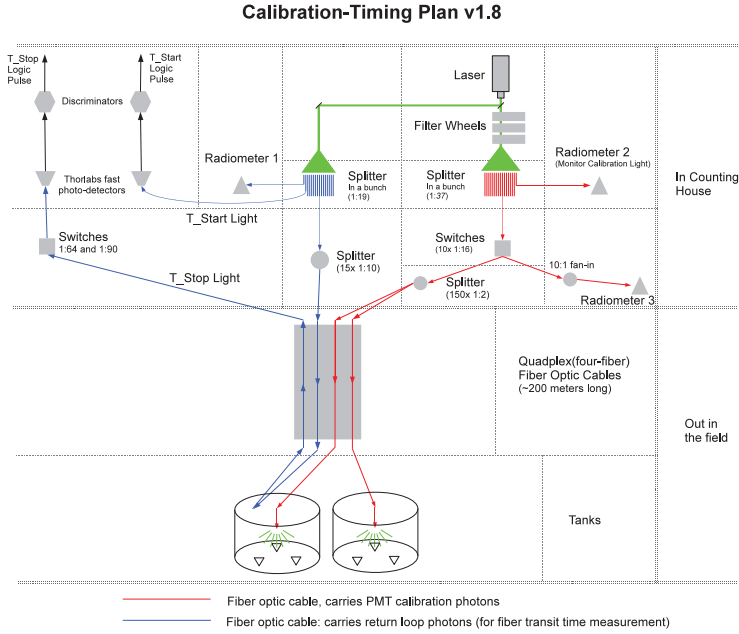 Calibration-Timing Plan v1.8
T_Stop
Logic
Pulse
T_Start
Logic
Pulse
Laser
Discriminators
Filter Wheels
Radiometer 1
Radiometer 2
(Monitor Calibration Light)
Thorlabs fast
photo-detectors
Splitter
In a bunch
(1:19)
Splitter
In a bunch
(1:37)
In Counting
House
T_Start Light
Switches
1:64 and 1:90
Splitter
(15x 1:10)
Switches
(10x 1:16)
10:1 fan-in
T_Stop Light
Splitter
(150x 1:2)
Radiometer 3
Quadplex(four-fiber)
Fiber Optic Cables
(~200 meters long)
Out in
the field
Tanks
Fiber optic cable, carries PMT calibration photons
Fiber optic cable: carries return loop photons (for fiber transit time measurement)